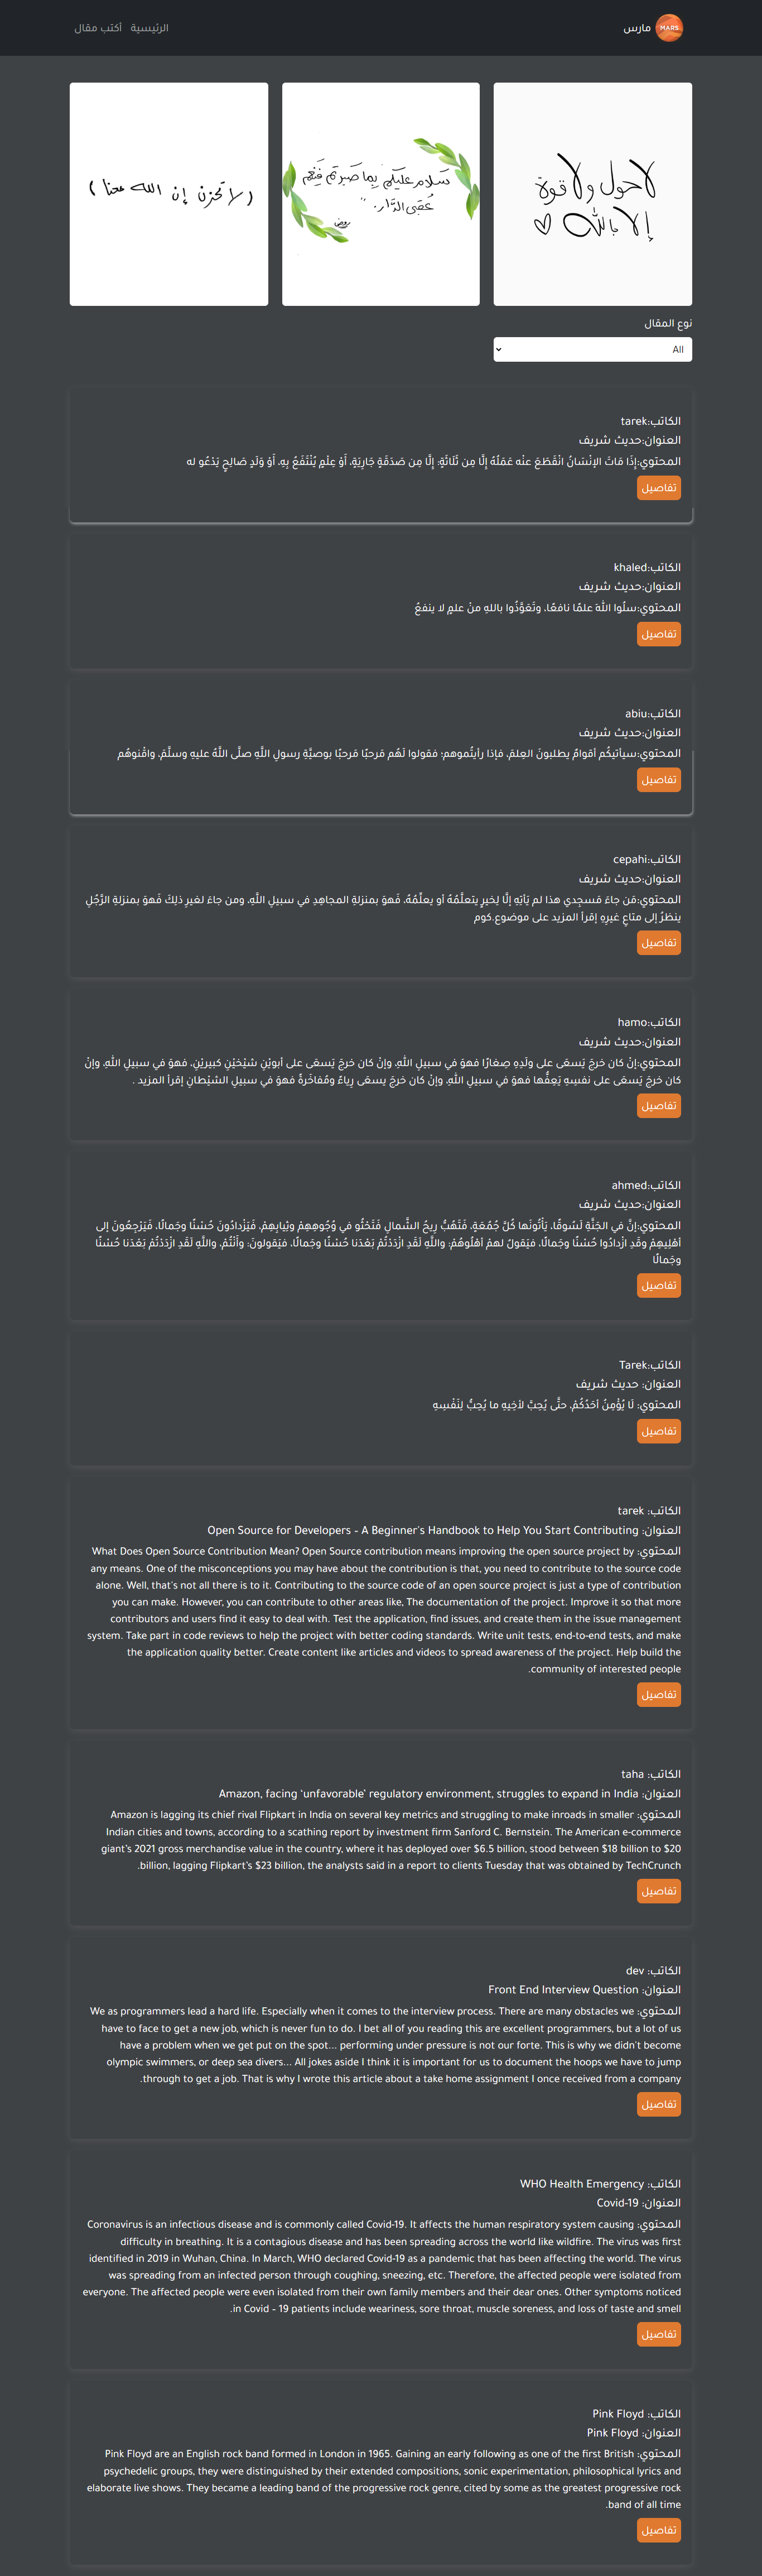 MARS
مارس
الرئيسية
أكتب مقال
لا حول ولا قوة
إلا بالله
سلام عليكم بما صبرتم فنعم
عقبى الدار.
( لا تحزن إن الله معنا )
نوع المقال
All
الكاتب:tarek
العنوان:حديث شريف
المحتوي:إِذَا مَاتَ الإنْسَانُ انْقَطَعَ عنْه عَمَلُهُ إِلَّا مِن ثَلَاثَةٍ: إِلَّا مِن صَدَقَةٍ جَارِيَةٍ، أَوْ عِلْمٍ يُنْتَفَعُ بِهِ، أَوْ وَلَدٍ صَالِحٍ يَدْعُو له
تفاصيل
الكاتب:khaled
العنوان:حديث شريف
المحتوي:سلُوا اللهَ علمًا نافعًا، وتَعَوَّذُوا باللهِ منْ علمٍ لا ينفعُ
تفاصيل
الكاتب:abiu
العنوان:حديث شريف
المحتوي:سيأتيكُم أقوامٌ يطلبونَ العِلمَ، فإذا رأيتُموهم؛ فقولوا لَهُم مَرحبًا مَرحبًا بوصيَّةِ رسولِ اللَّهِ صلَّى اللَّهُ عليهِ وسلَّمَ، واقْنوهُم
تفاصيل
الكاتب:cepahi
العنوان:حديث شريف
المحتوي:مَن جاءَ مَسجِدي هذا لم يَأتِهِ إلَّا لِخيرٍ يتعلَّمُهُ أو يعلِّمُهُ، فَهوَ بمنزلةِ المجاهِدِ في سبيلِ اللَّهِ، ومن جاءَ لغيرِ ذلِكَ فَهوَ بمنزلةِ الرَّجُلِ
ينظرُ إلى متاعِ غيرِهِ إقرأ المزيد على موضوع.كوم
تفاصيل
الكاتب:hamo
العنوان:حديث شريف
المحتوي:إنْ كان خرجَ يَسعَى على ولَدِهِ صِغارًا فهوَ في سبيلِ اللهِ، وإنْ كان خرجَ يَسعَى على أبويْنِ شيْخيْنِ كبيريْنِ، فهوَ في سبيلِ اللهِ، وإنْ
كان خرجَ يَسعَى على نفسِهِ يَعِفُّها فهوَ في سبيلِ اللهِ، وإنْ كان خرجَ يسعَى رِياءً ومُفاخَرةً فهوَ في سبيلِ الشيْطانِ إقرأ المزيد .
تفاصيل
الكاتب:ahmed
العنوان:حديث شريف
المحتوي:إنَّ في الجَنَّةِ لَسُوقًا، يَأْتُونَها كُلَّ جُمُعَةٍ، فَتَهُبُّ رِيحُ الشَّمالِ فَتَحْثُو في وُجُوهِهِمْ وثِيابِهِمْ، فَيَزْدادُونَ حُسْنًا وجَمالًا، فَيَرْجِعُونَ إلى
أهْلِيهِمْ وقَدِ ازْدادُوا حُسْنًا وجَمالًا، فيَقولُ لهمْ أهْلُوهُمْ: واللَّهِ لَقَدِ ازْدَدْتُمْ بَعْدَنا حُسْنًا وجَمالًا، فيَقولونَ: وأَنْتُمْ، واللَّهِ لَقَدِ ازْدَدْتُمْ بَعْدَنا حُسْنًا
وجَمالًا
تفاصيل
الكاتب:Tarek
العنوان: حديث شريف
المحتوي: لَا يُؤْمِنُ أحَدُكُمْ، حتَّى يُحِبَّ لأخِيهِ ما يُحِبُّ لِنَفْسِهِ
تفاصيل
الكاتب: tarek
العنوان: Open Source for Developers – A Beginner's Handbook to Help You Start Contributing
المحتوي: What Does Open Source Contribution Mean? Open Source contribution means improving the open source project by
any means. One of the misconceptions you may have about the contribution is that, you need to contribute to the source code
alone. Well, that's not all there is to it. Contributing to the source code of an open source project is just a type of contribution
you can make. However, you can contribute to other areas like, The documentation of the project. Improve it so that more
contributors and users find it easy to deal with. Test the application, find issues, and create them in the issue management
system. Take part in code reviews to help the project with better coding standards. Write unit tests, end-to-end tests, and make
the application quality better. Create content like articles and videos to spread awareness of the project. Help build the
community of interested people.
تفاصيل
الكاتب: taha
العنوان: Amazon, facing ‘unfavorable’ regulatory environment, struggles to expand in India
المحتوي: Amazon is lagging its chief rival Flipkart in India on several key metrics and struggling to make inroads in smaller
Indian cities and towns, according to a scathing report by investment firm Sanford C. Bernstein. The American e-commerce
giant’s 2021 gross merchandise value in the country, where it has deployed over $6.5 billion, stood between $18 billion to $20
billion, lagging Flipkart’s $23 billion, the analysts said in a report to clients Tuesday that was obtained by TechCrunch.
تفاصيل
الكاتب: dev
العنوان: Front End Interview Question
المحتوي: We as programmers lead a hard life. Especially when it comes to the interview process. There are many obstacles we
have to face to get a new job, which is never fun to do. I bet all of you reading this are excellent programmers, but a lot of us
have a problem when we get put on the spot... performing under pressure is not our forte. This is why we didn't become
olympic swimmers, or deep sea divers... All jokes aside I think it is important for us to document the hoops we have to jump
through to get a job. That is why I wrote this article about a take home assignment I once received from a company.
تفاصيل
الكاتب: WHO Health Emergency
العنوان: Covid-19
المحتوي: Coronavirus is an infectious disease and is commonly called Covid-19. It affects the human respiratory system causing
difficulty in breathing. It is a contagious disease and has been spreading across the world like wildfire. The virus was first
identified in 2019 in Wuhan, China. In March, WHO declared Covid-19 as a pandemic that has been affecting the world. The virus
was spreading from an infected person through coughing, sneezing, etc. Therefore, the affected people were isolated from
everyone. The affected people were even isolated from their own family members and their dear ones. Other symptoms noticed
in Covid – 19 patients include weariness, sore throat, muscle soreness, and loss of taste and smell.
تفاصيل
الكاتب: Pink Floyd
العنوان: Pink Floyd
المحتوي: Pink Floyd are an English rock band formed in London in 1965. Gaining an early following as one of the first British
psychedelic groups, they were distinguished by their extended compositions, sonic experimentation, philosophical lyrics and
elaborate live shows. They became a leading band of the progressive rock genre, cited by some as the greatest progressive rock
band of all time.
تفاصيل